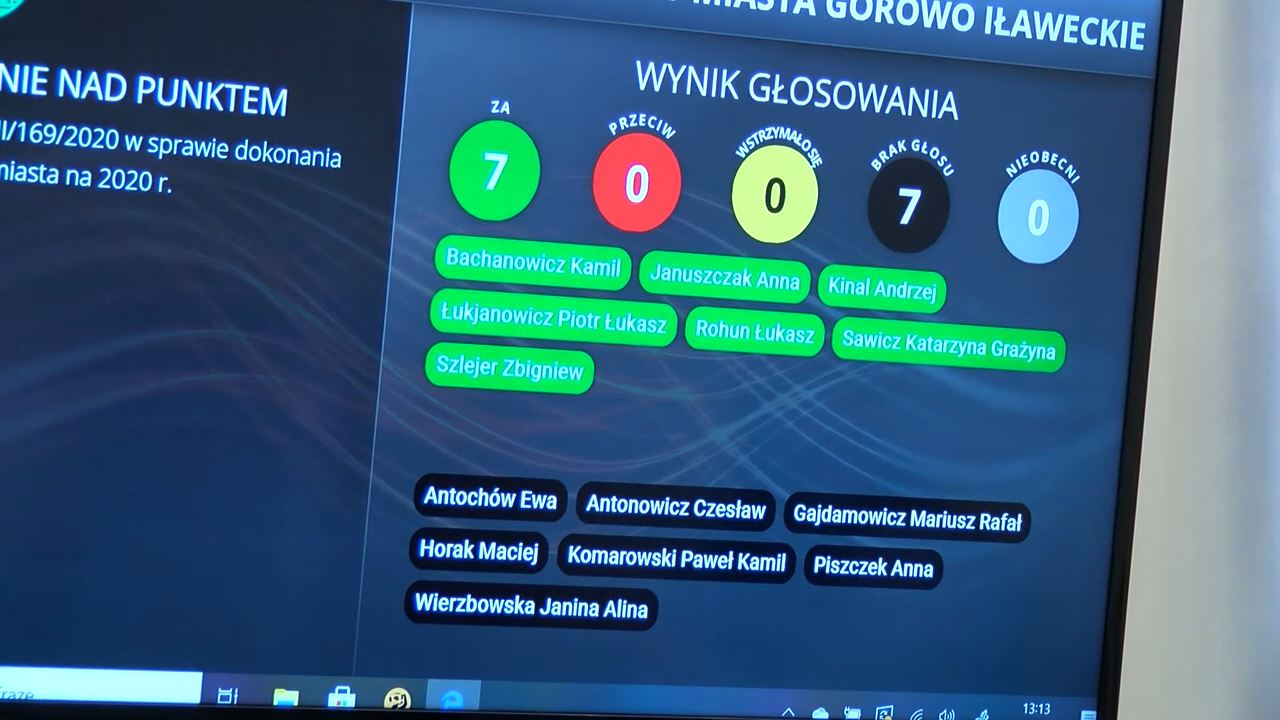 MIASTA GÓROWO IŁAWECKIE
NIE NAD PUNKTEM
I/169/2020 w sprawie dokonania
miasta na 2020 r.
WYNIK GŁOSOWANIA
ZA PRZECIW WSTRZYMAŁO SIĘ BRAK GŁOSU NIEOBECNI
7 0 0 7 0
Bachanowicz Kamil Januszczak Anna Kinal Andrzej
Łukjanowicz Piotr Łukasz Rohun Łukasz Sawicz Katarzyna Grażyna
Szlejer Zbigniew
Antochów Ewa Antonowicz Czesław Gajdamowicz Mariusz Rafał
Horak Maciej Komarowski Paweł Kamil Piszczek Anna
Wierzbowska Janina Alina
13:13